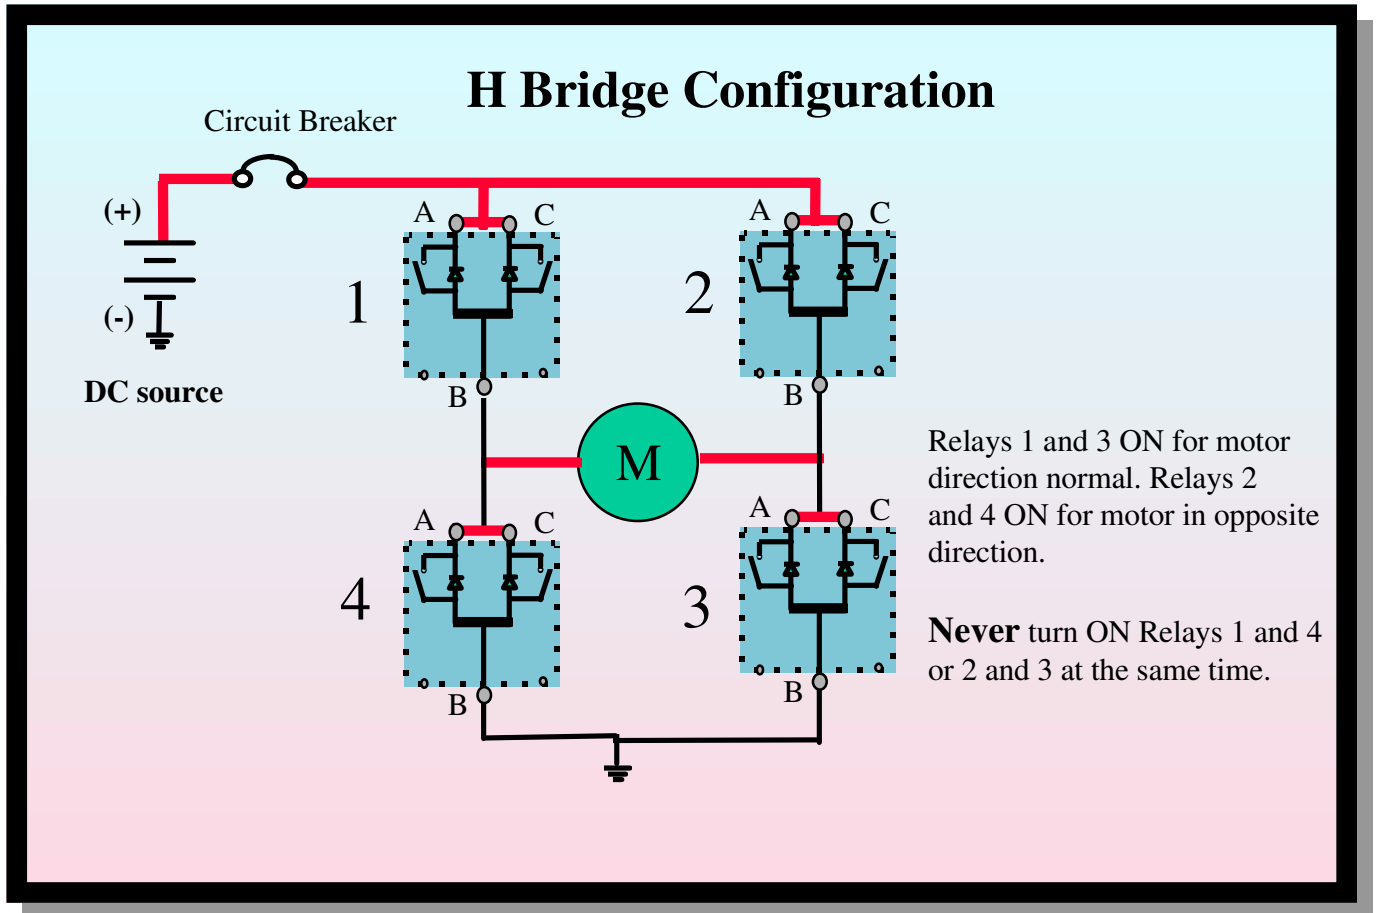 H Bridge Configuration
Circuit Breaker
(+)
(-)
DC source
A
C
1
B
A
C
2
B
M
A
C
4
B
A
C
3
B
Relays 1 and 3 ON for motor
direction normal. Relays 2
and 4 ON for motor in opposite
direction.
Never turn ON Relays 1 and 4
or 2 and 3 at the same time.